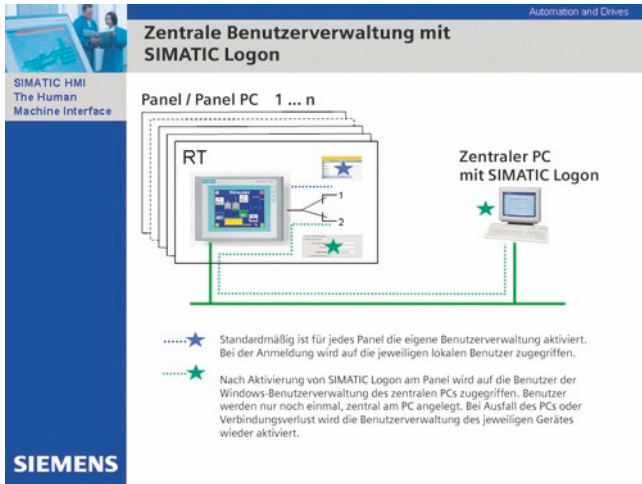 Automation and Drives
Zentrale Benutzerverwaltung mit
SIMATIC Logon
SIMATIC HMI
The Human
Machine Interface
Panel / Panel PC 1 ... n
RT
1
2
Zentraler PC
mit SIMATIC Logon
Standardmäßig ist für jedes Panel die eigene Benutzerverwaltung aktiviert.
Bei der Anmeldung wird auf die jeweiligen lokalen Benutzer zugegriffen.
Nach Aktivierung von SIMATIC Logon am Panel wird auf die Benutzer der
Windows-Benutzerverwaltung des zentralen PCs zugegriffen. Benutzer
werden nur noch einmal, zentral am PC angelegt. Bei Ausfall des PCs oder
Verbindungsverlust wird die Benutzerverwaltung des jeweiligen Gerätes
wieder aktiviert.
SIEMENS